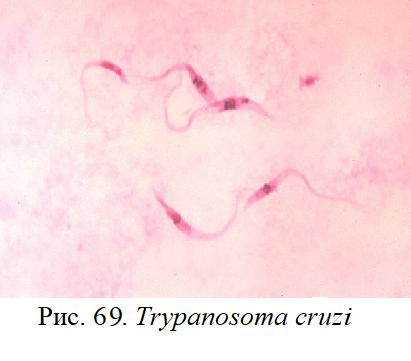 Рис. 69. Trypanosoma cruzi